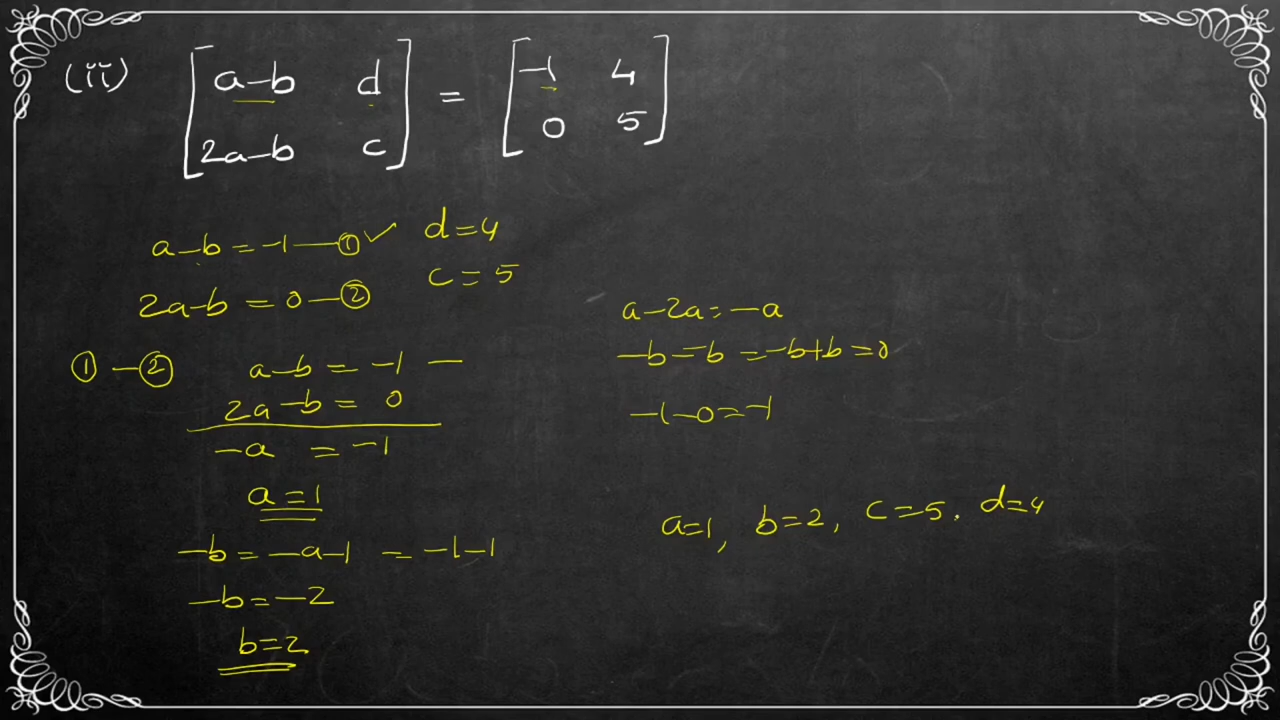 (ii) [ a-b d ] = [ -1 4 ]
[ 2a-b c ] [ 0 5 ]
a-b = -1 — ① ✓ d=4
2a-b = 0 — ② c = 5
① - ② a-b = -1 —
2a-b = 0
-a = -1
a = 1
-b = -a-1 = -1-1
-b = -2
b=2
a-2a = -a
-b - -b = -b+b = 0
-1-0 = -1
a=1, b=2, c=5, d=4